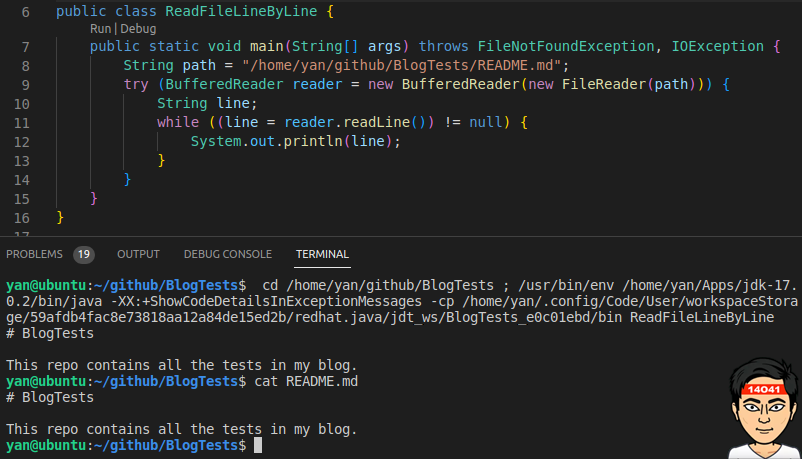 6 public class ReadFileLineByLine {
Run | Debug
7 public static void main(String[] args) throws FileNotFoundException, IOException {
8 String path = "/home/yan/github/BlogTests/README.md";
9 try (BufferedReader reader = new BufferedReader(new FileReader(path))) {
10 String line;
11 while ((line = reader.readLine()) != null) {
12 System.out.println(line);
13 }
14 }
15 }
16 }
17
PROBLEMS 19 OUTPUT DEBUG CONSOLE TERMINAL
yan@ubuntu:~/github/BlogTests$ cd /home/yan/github/BlogTests ; /usr/bin/env /home/yan/Apps/jdk-17.
0.2/bin/java -XX:+ShowCodeDetailsInExceptionMessages -cp /home/yan/.config/Code/User/workspaceStora
ge/59afdb4fac8e73818aa12a84de15ed2b/redhat.java/jdt_ws/BlogTests_e0c01ebd/bin ReadFileLineByLine
# BlogTests
This repo contains all the tests in my blog.
yan@ubuntu:~/github/BlogTests$ cat README.md
# BlogTests
This repo contains all the tests in my blog.
yan@ubuntu:~/github/BlogTests$
14041